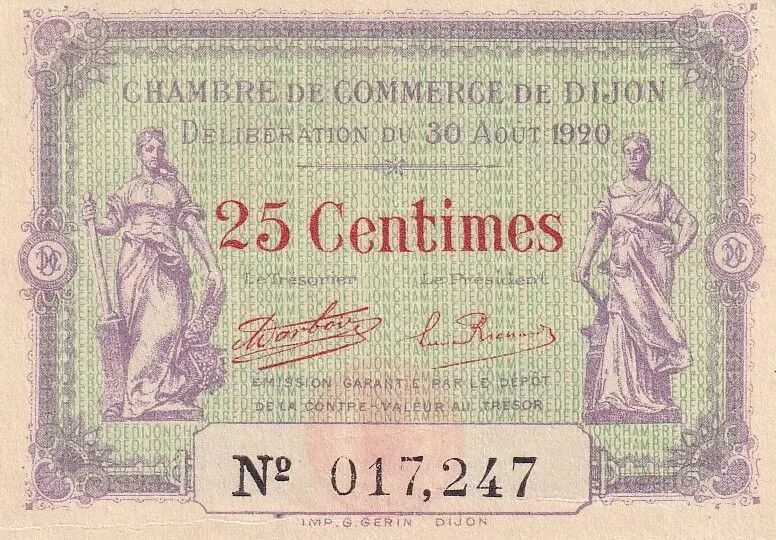 CHAMBRE DE COMMERCE DE DIJON
DELIBERATION DU 30 AOUT 1920
25 Centimes
Le Trésorier Le Président
EMISSION GARANTIE PAR LE DEPOT
DE LA CONTRE-VALEUR AU TRESOR
Nº 017,247
IMP. G. GERIN DIJON